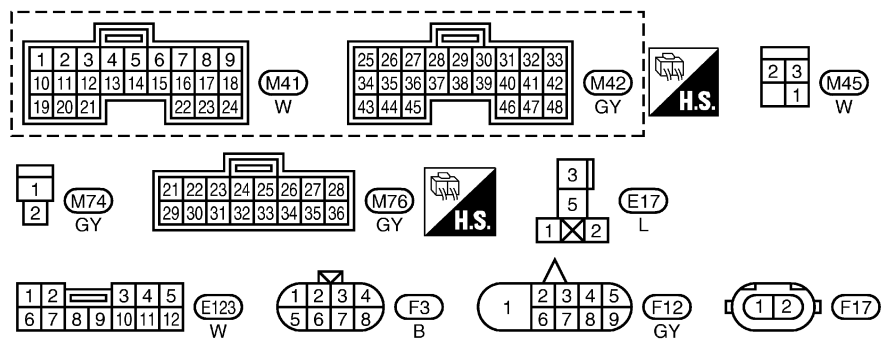 1 2 3 4 5 6 7 8 9
10 11 12 13 14 15 16 17 18
19 20 21 22 23 24
M41
W
25 26 27 28 29 30 31 32 33
34 35 36 37 38 39 40 41 42
43 44 45 46 47 48
M42
GY
H.S.
2 3
1
M45
W
1
2
M74
GY
21 22 23 24 25 26 27 28
29 30 31 32 33 34 35 36
M76
GY
H.S.
3
5
1 2
E17
L
1 2 3 4 5
6 7 8 9 10 11 12
E123
W
1 2 3 4
5 6 7 8
F3
B
1 2 3 4 5
6 7 8 9
F12
GY
1 2
F17